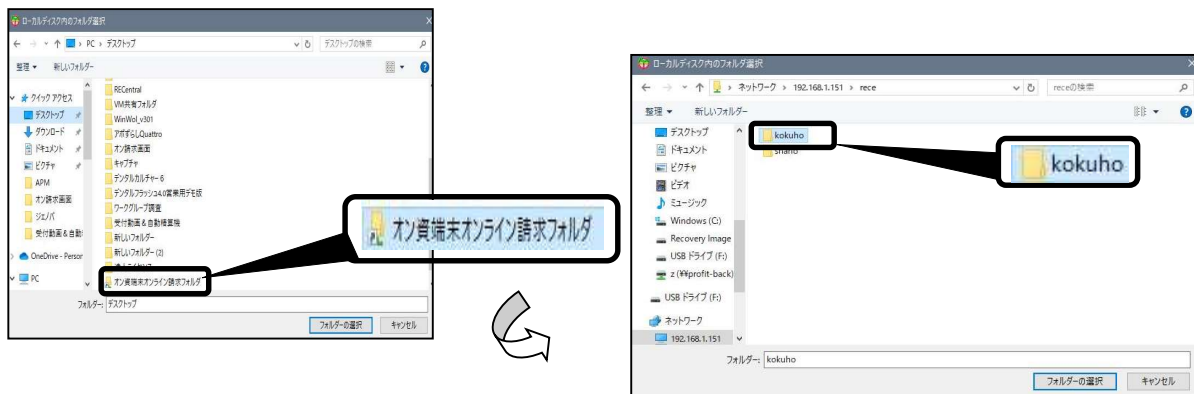 ローカルディスク内のフォルダ選択
PC › デスクトップ
デスクトップの検索
整理 新しいフォルダー
クイック アクセス
デスクトップ
ダウンロード
ドキュメント
ピクチャ
APM
オン請求画面
ジェノバ
受付動画＆自動
OneDrive - Person
PC
RECentral
VM共有フォルダ
WinWol_v301
アポずらしQuattro
オン請求画面
キャプチャ
デンタルカルチャー６
デンタルフラッシュ4.0営業用デモ版
ワークグループ調査
受付動画＆自動精算機
新しいフォルダー
新しいフォルダー (2)
オン資端末オンライン請求フォルダ
フォルダー: デスクトップ
フォルダーの選択 キャンセル
オン資端末オンライン請求フォルダ
ローカルディスク内のフォルダ選択
ネットワーク › 192.168.1.151 › rece
receの検索
整理 新しいフォルダー
デスクトップ
ドキュメント
ピクチャ
ビデオ
ミュージック
Windows (C:)
Recovery Image
USB ドライブ (F:)
z (¥¥profit-back)
USB ドライブ (F:)
ネットワーク
192.168.1.151
kokuho
shaho
kokuho
フォルダー: kokuho
フォルダーの選択 キャンセル